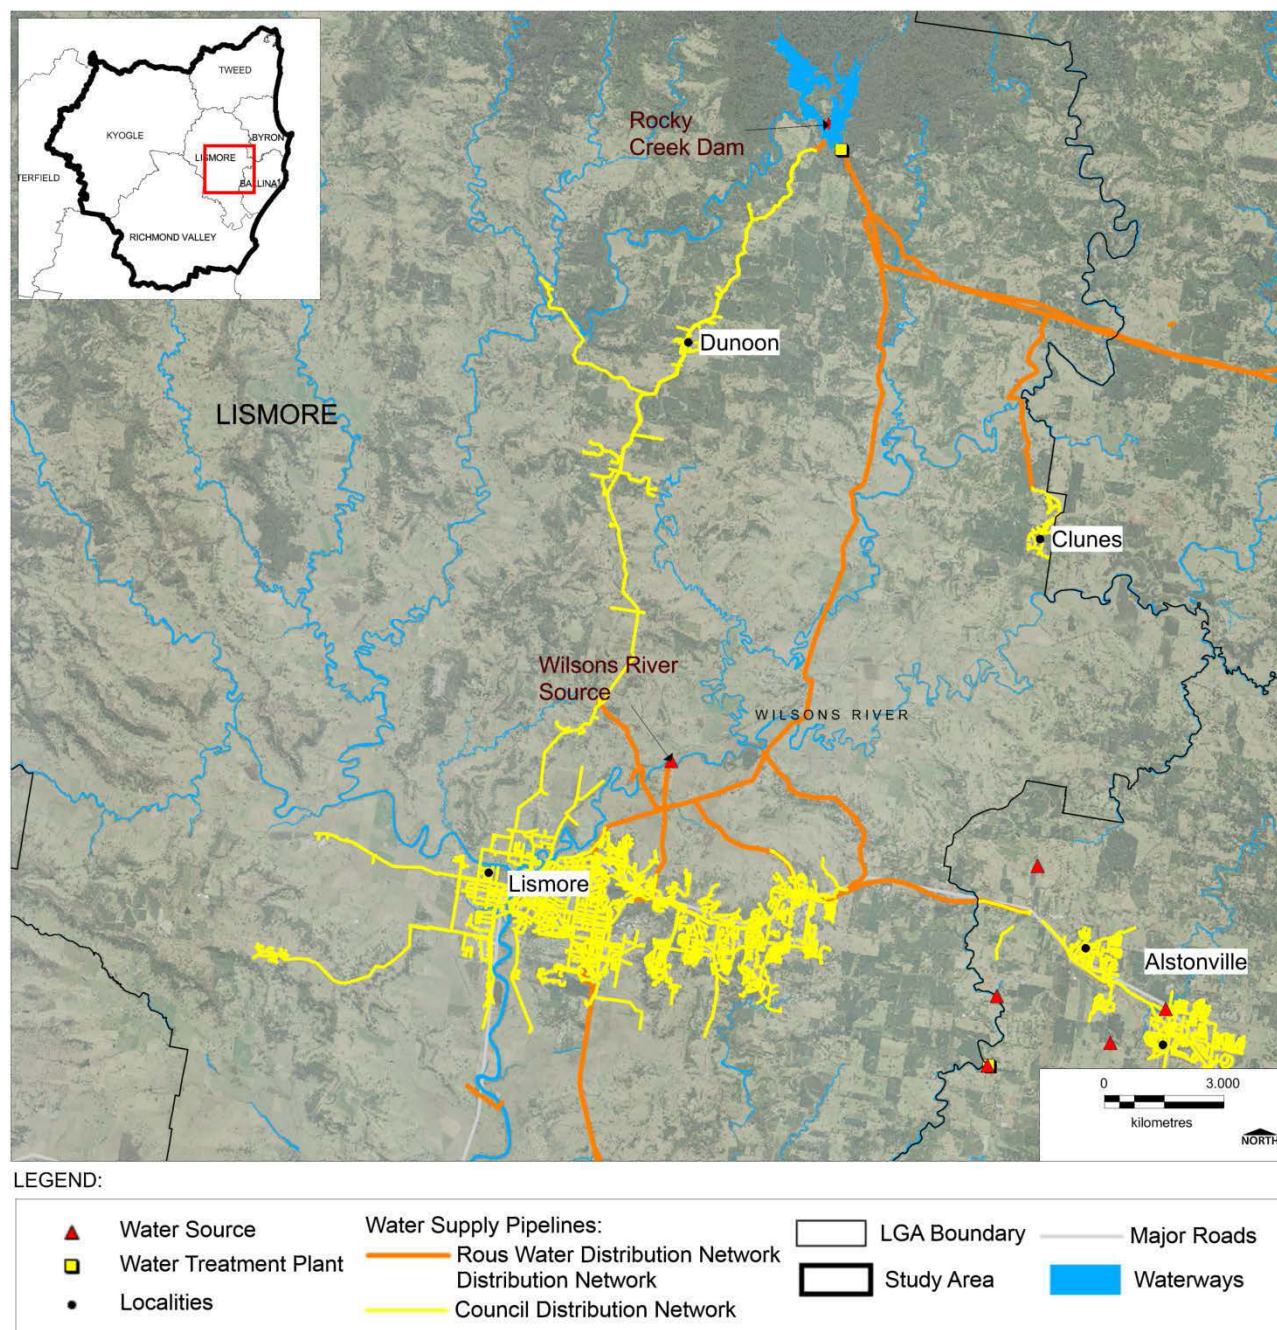 TWEED
KYOGLE
BYRON
LISMORE
TERFIELD
BALLINA
RICHMOND VALLEY
Rocky
Creek Dam
Dunoon
LISMORE
Clunes
Wilsons River
Source
WILSONS RIVER
Lismore
Alstonville
0 3.000
kilometres
NORTH
LEGEND:
Water Source
Water Treatment Plant
Localities
Water Supply Pipelines:
Rous Water Distribution Network
Distribution Network
Council Distribution Network
LGA Boundary
Study Area
Major Roads
Waterways